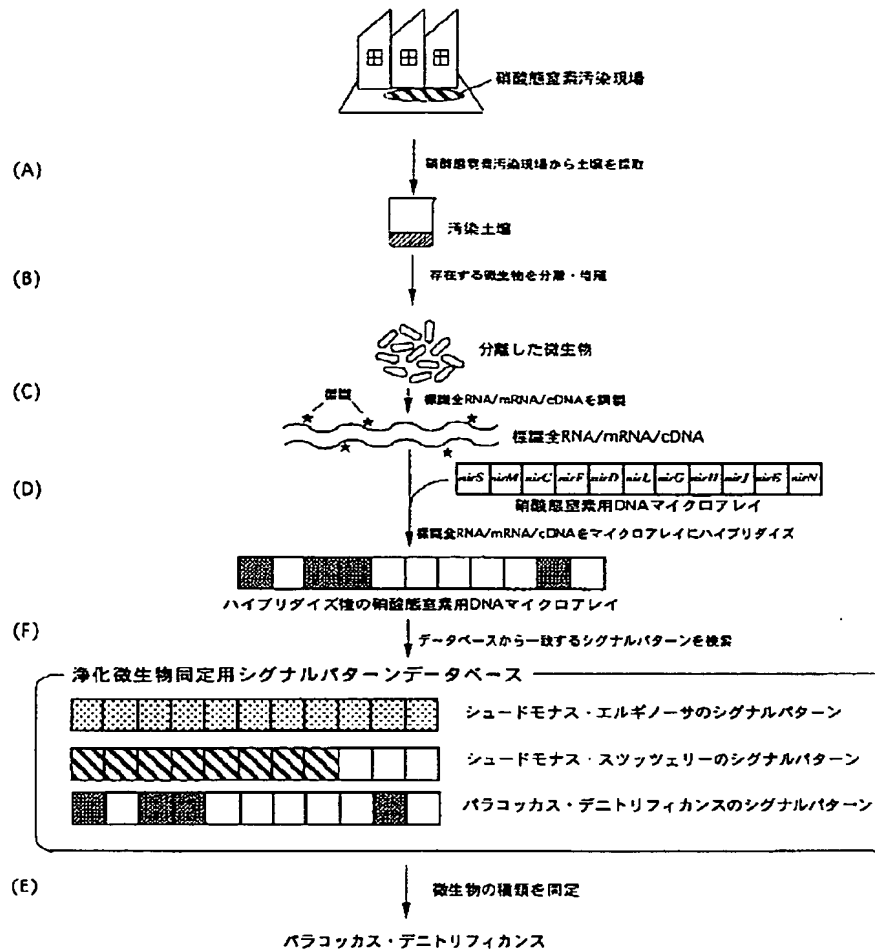 硝酸態窒素汚染現場
(A)
硝酸態窒素汚染現場から土壌を採取
汚染土壌
(B)
存在する微生物を分離・増殖
分離した微生物
(C)
標識
標識全RNA/mRNA/cDNAを調製
標識全RNA/mRNA/cDNA
(D)
nirS nirM nirC nirF nirD nirL nirG nirH nirJ nirE nirN
硝酸態窒素用DNAマイクロアレイ
標識全RNA/mRNA/cDNAをマイクロアレイにハイブリダイズ
ハイブリダイズ後の硝酸態窒素用DNAマイクロアレイ
(F)
データベースから一致するシグナルパターンを検索
浄化微生物同定用シグナルパターンデータベース
シュードモナス・エルギノーサのシグナルパターン
シュードモナス・スツッツェリーのシグナルパターン
パラコッカス・デニトリフィカンスのシグナルパターン
(E)
微生物の種類を同定
パラコッカス・デニトリフィカンス